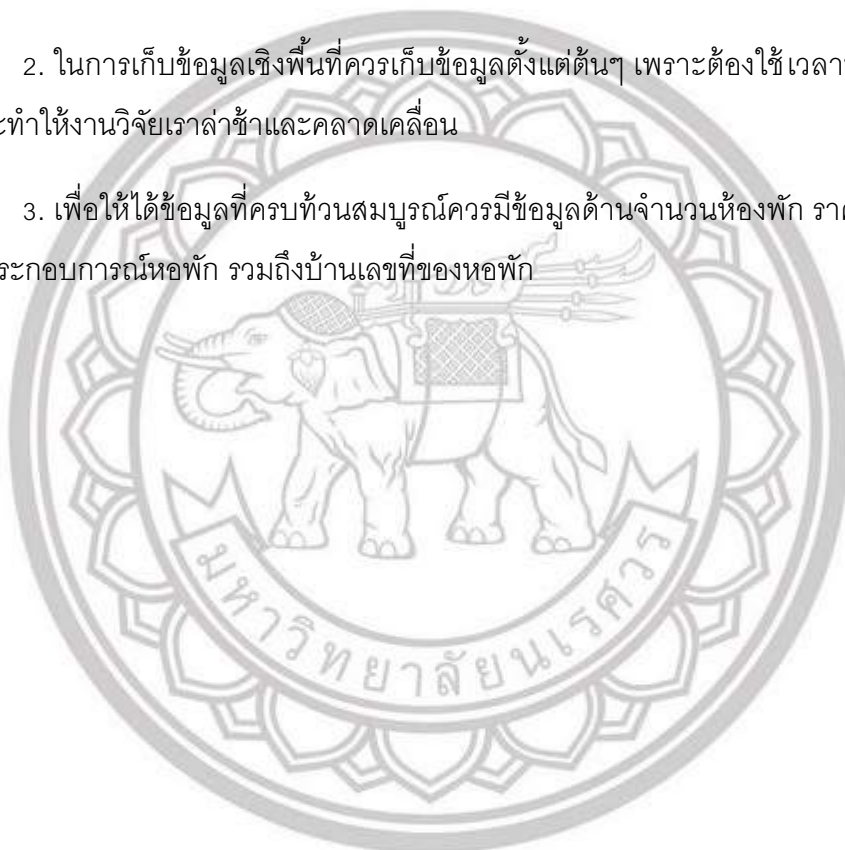 2. ในการเก็บข้อมูลเชิงพื้นที่ควรเก็บข้อมูลตั้งแต่ต้นๆ เพราะต้องใช้เวลา
ะทำให้งานวิจัยเราล่าช้าและคลาดเคลื่อน
3. เพื่อให้ได้ข้อมูลที่ครบท้วนสมบูรณ์ควรมีข้อมูลด้านจำนวนห้องพัก
ระกอบการณ์หอพัก รวมถึงบ้านเลขที่ของหอพัก
มหาวิทยาลัยนเรศวร